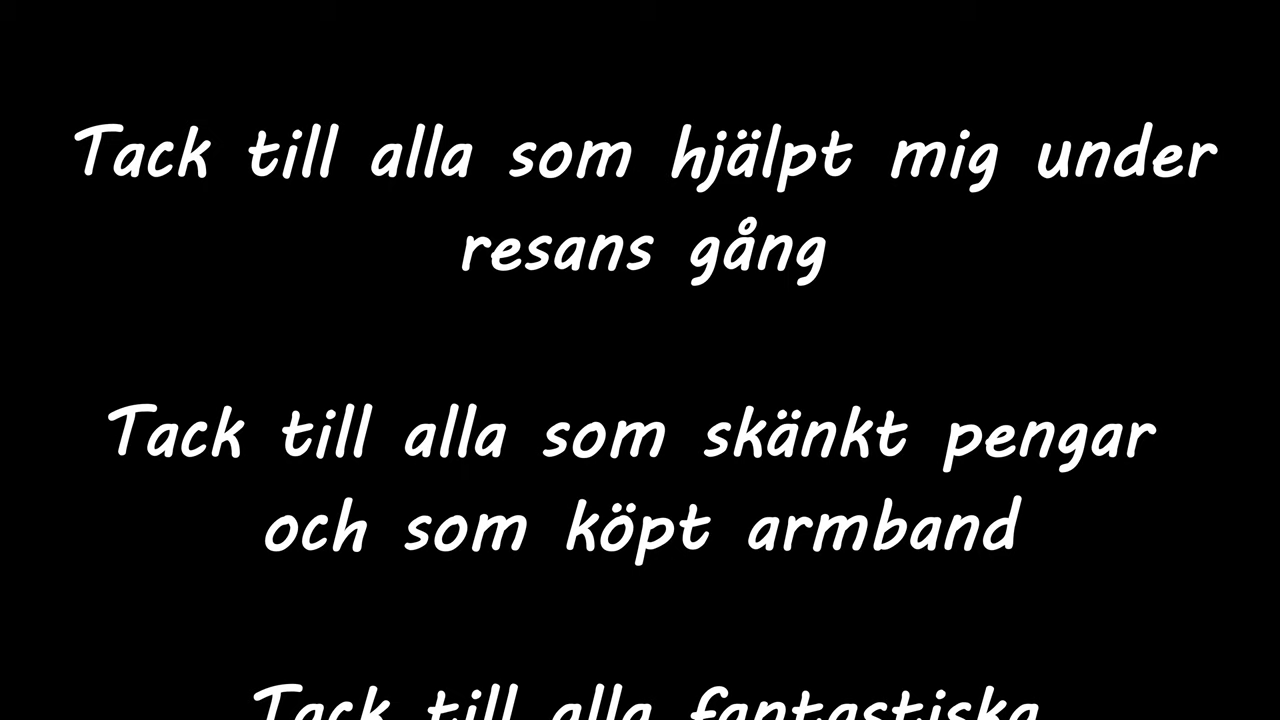 Tack till alla som hjälpt mig under
resans gång
Tack till alla som skänkt pengar
och som köpt armband
Tack till alla fantastiska